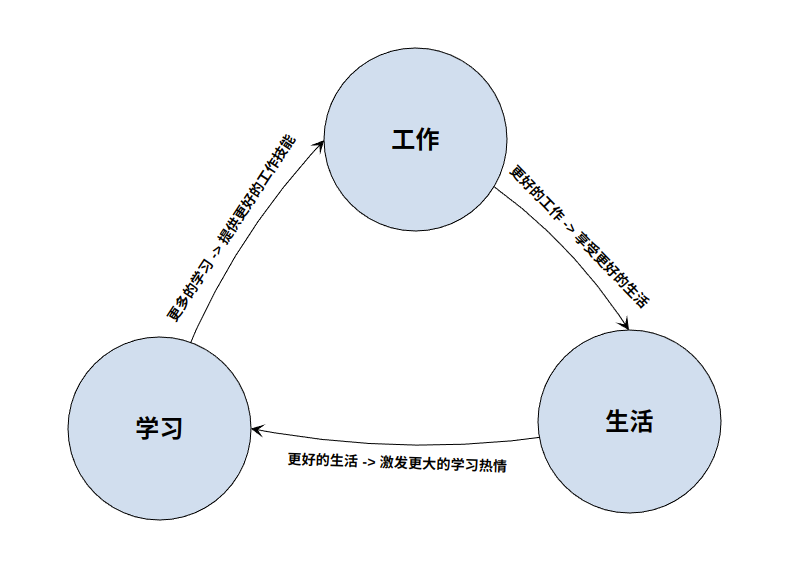 工作
更多的学习 -> 提供更好的工作技能
更好的工作 -> 享受更好的生活
学习
生活
更好的生活 -> 激发更大的学习热情